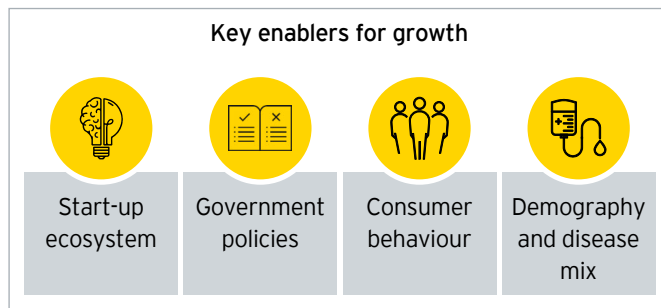 Key enablers for growth
Start-up
ecosystem
Government
policies
Consumer
behaviour
Demography
and disease
mix